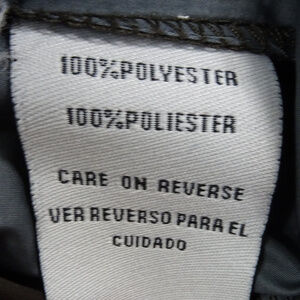 100%POLYESTER
100%POLIESTER
CARE ON REVERSE
VER REVERSO PARA EL
CUIDADO